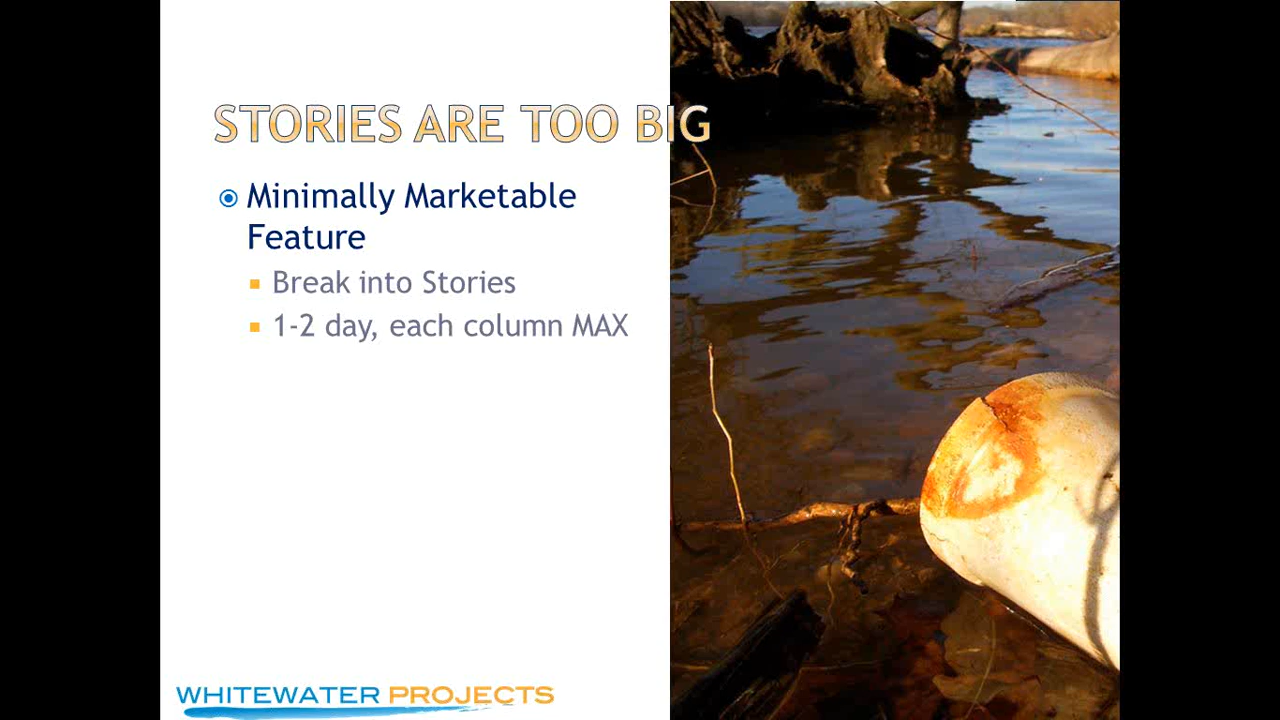 STORIES ARE TOO BIG
Minimally Marketable
Feature
Break into Stories
1-2 day, each column MAX
WHITEWATER PROJECTS